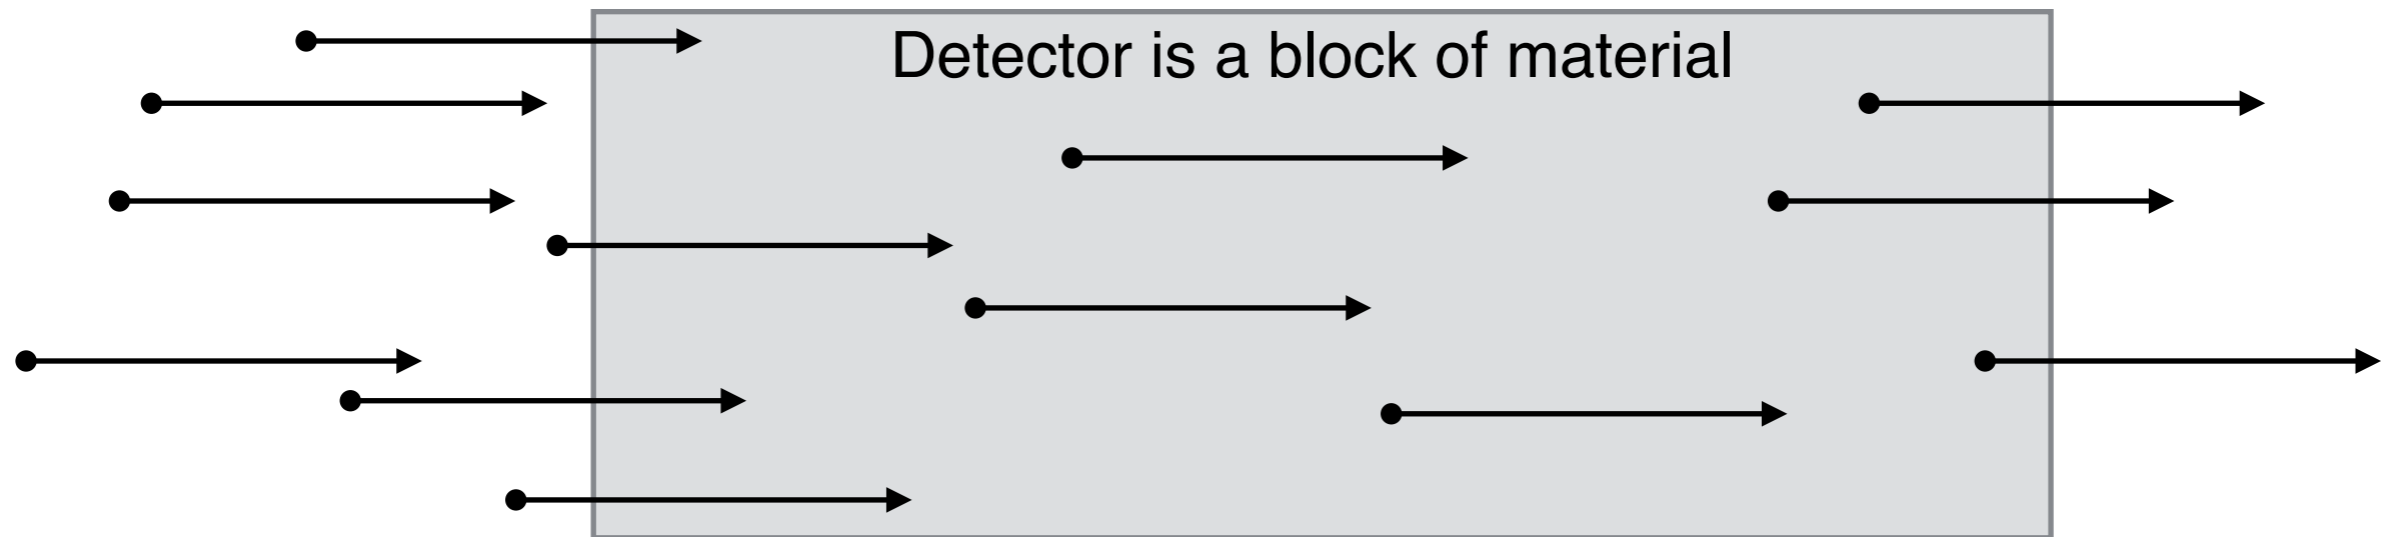 Detector is a block of material